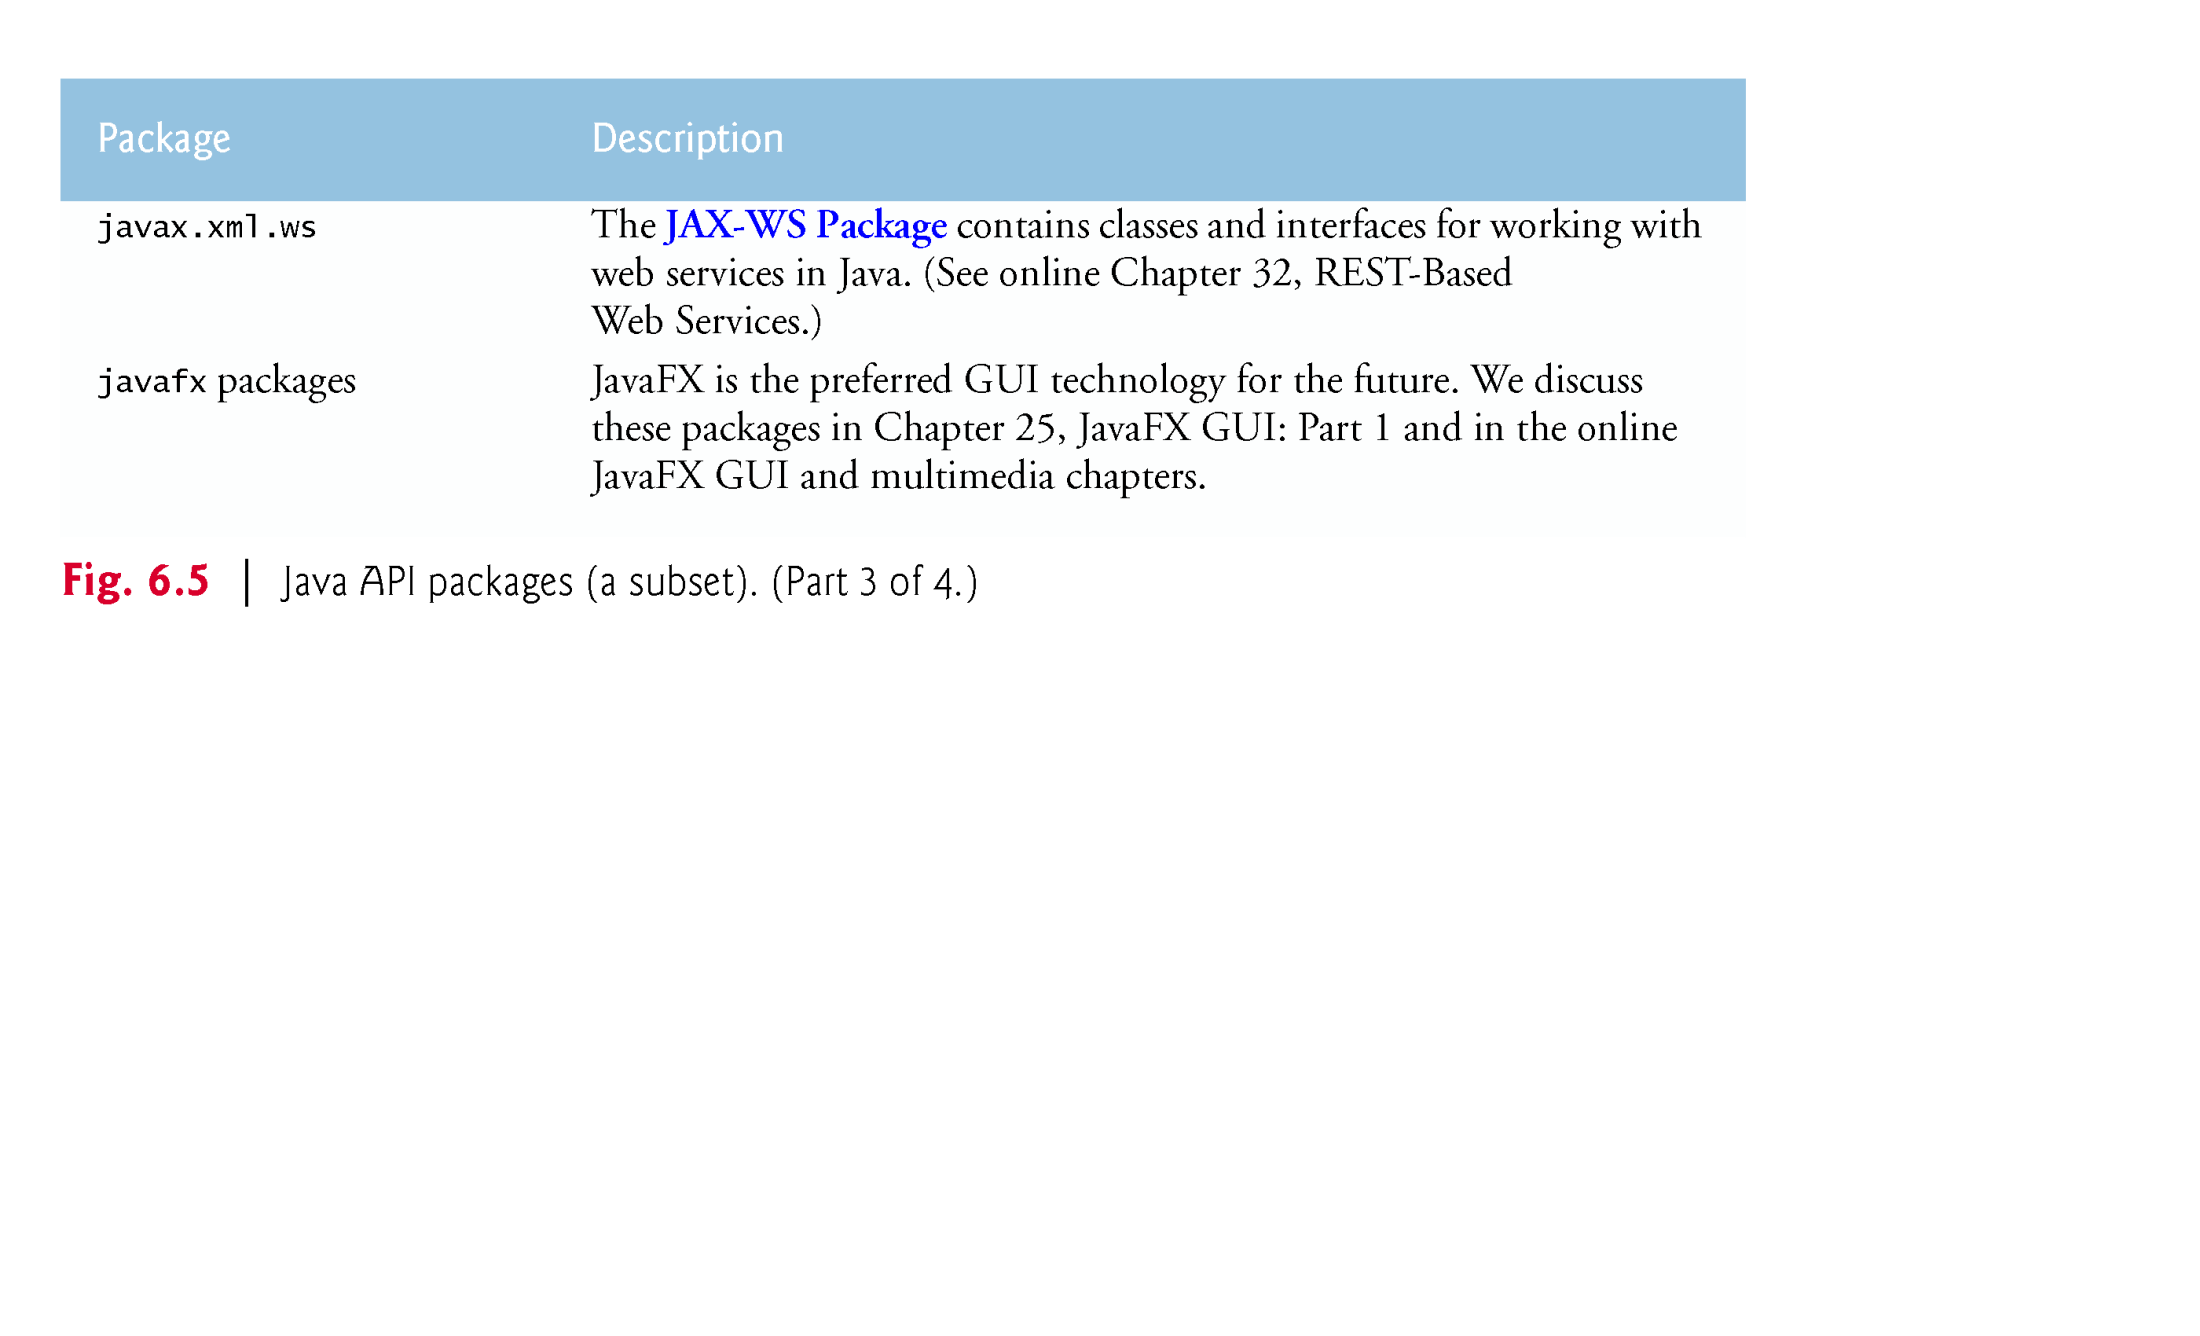 Package Description
javax.xml.ws The JAX-WS Package contains classes and interfaces for working with
web services in Java. (See online Chapter 32, REST-Based
Web Services.)
javafx packages JavaFX is the preferred GUI technology for the future. We discuss
these packages in Chapter 25, JavaFX GUI: Part 1 and in the online
JavaFX GUI and multimedia chapters.
Fig. 6.5 | Java API packages (a subset). (Part 3 of 4.)